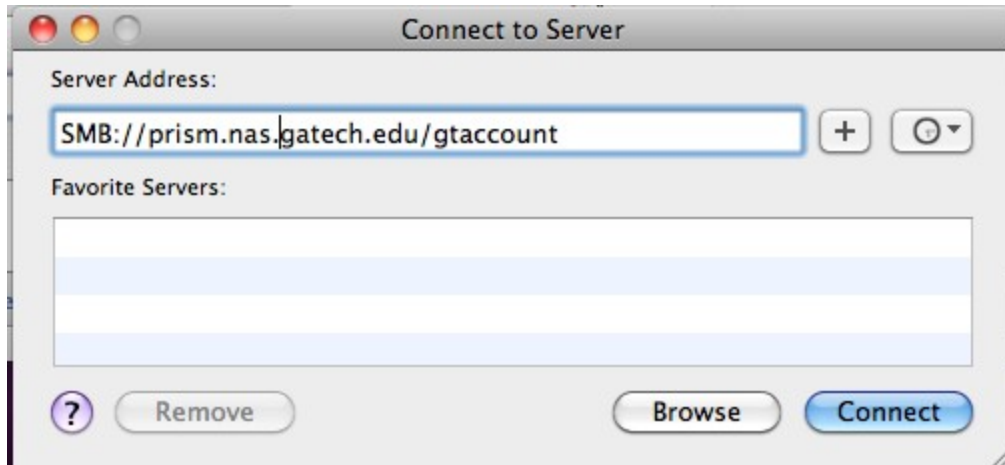 Connect to Server
Server Address:
SMB://prism.nas.gatech.edu/gtaccount
+
Favorite Servers:
?
Remove
Browse
Connect